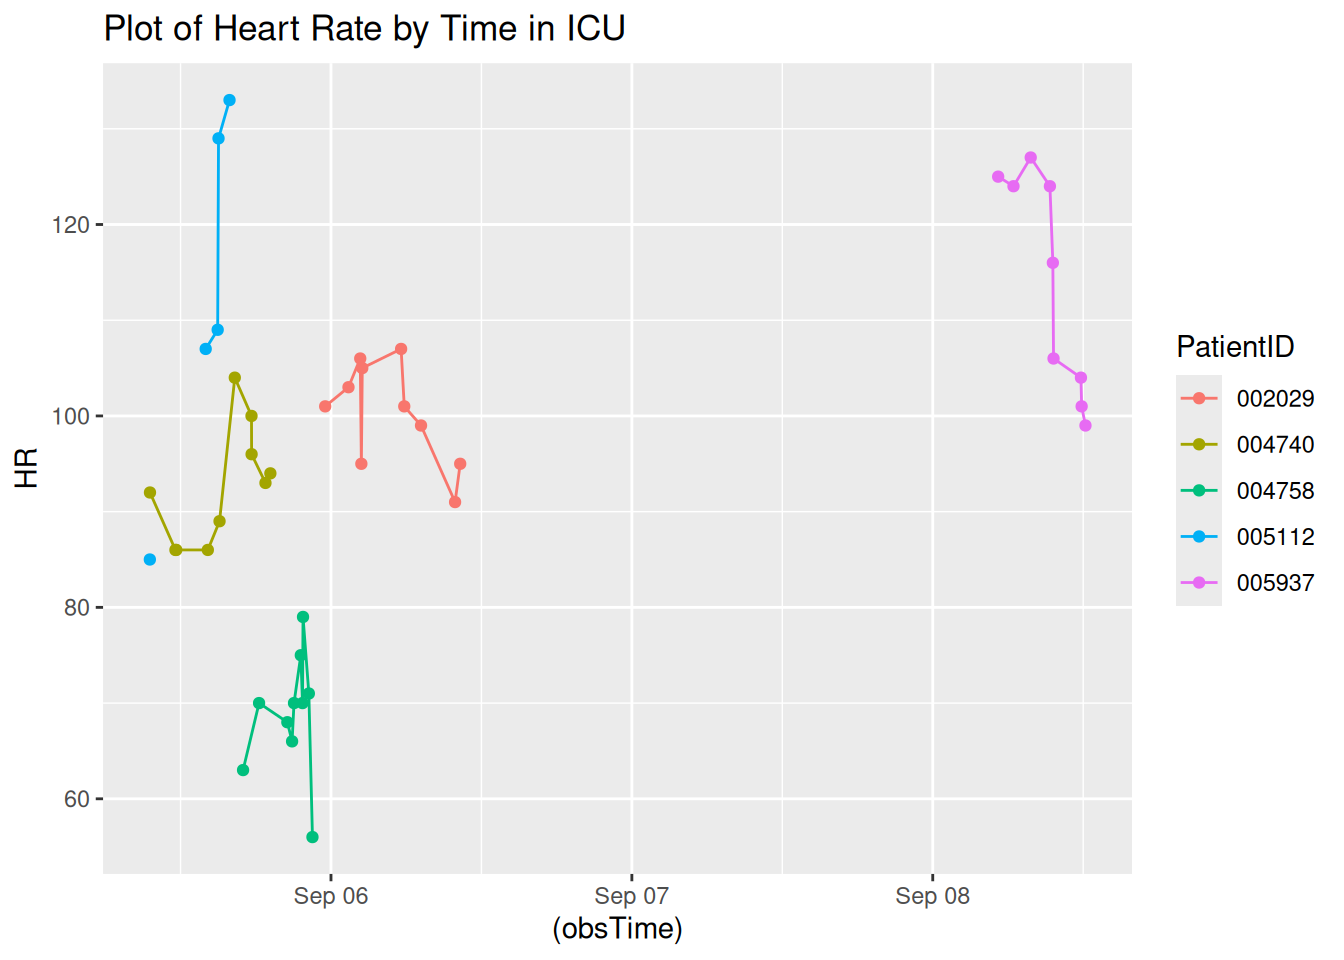 Plot of Heart Rate by Time in ICU
HR
120
100
80
60
Sep 06
Sep 07
Sep 08
(obsTime)
PatientID
002029
004740
004758
005112
005937